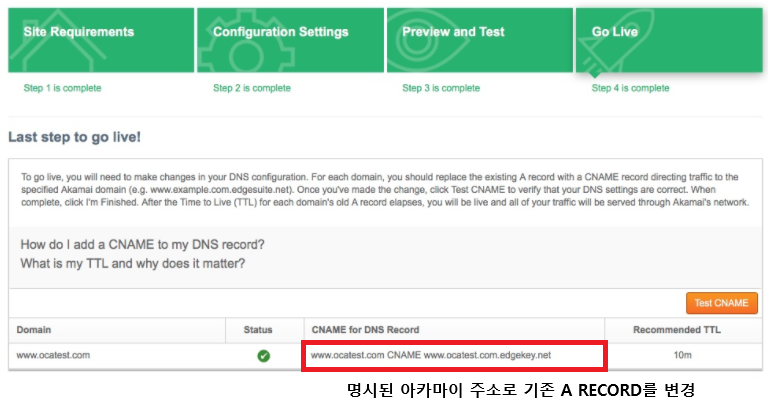 Site Requirements
Configuration Settings
Preview and Test
Go Live
Step 1 is complete
Step 2 is complete
Step 3 is complete
Step 4 is complete
Last step to go live!
To go live, you will need to make changes in your DNS configuration. For each domain, you should replace the existing A record with a CNAME record directing traffic to the
specified Akamai domain (e.g. www.example.com.edgesuite.net). Once you've made the change, click Test CNAME to verify that your DNS settings are correct. When
complete, click I'm Finished. After the Time to Live (TTL) for each domain's old A record elapses, you will be live and all of your traffic will be served through Akamai's network.
How do I add a CNAME to my DNS record?
What is my TTL and why does it matter?
Test CNAME
Domain Status CNAME for DNS Record Recommended TTL
www.ocatest.com www.ocatest.com CNAME www.ocatest.com.edgekey.net 10m
명시된 아카마이 주소로 기존 A RECORD를 변경